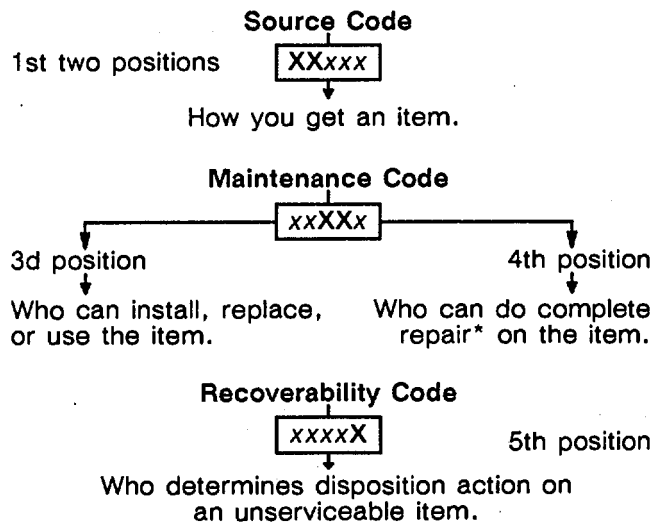 Source Code
1st two positions
XXxxx
How you get an item.
Maintenance Code
xxXXx
3d position
4th position
Who can install, replace,
or use the item.
Who can do complete
repair* on the item.
Recoverability Code
xxxxX
5th position
Who determines disposition action on
an unserviceable item.